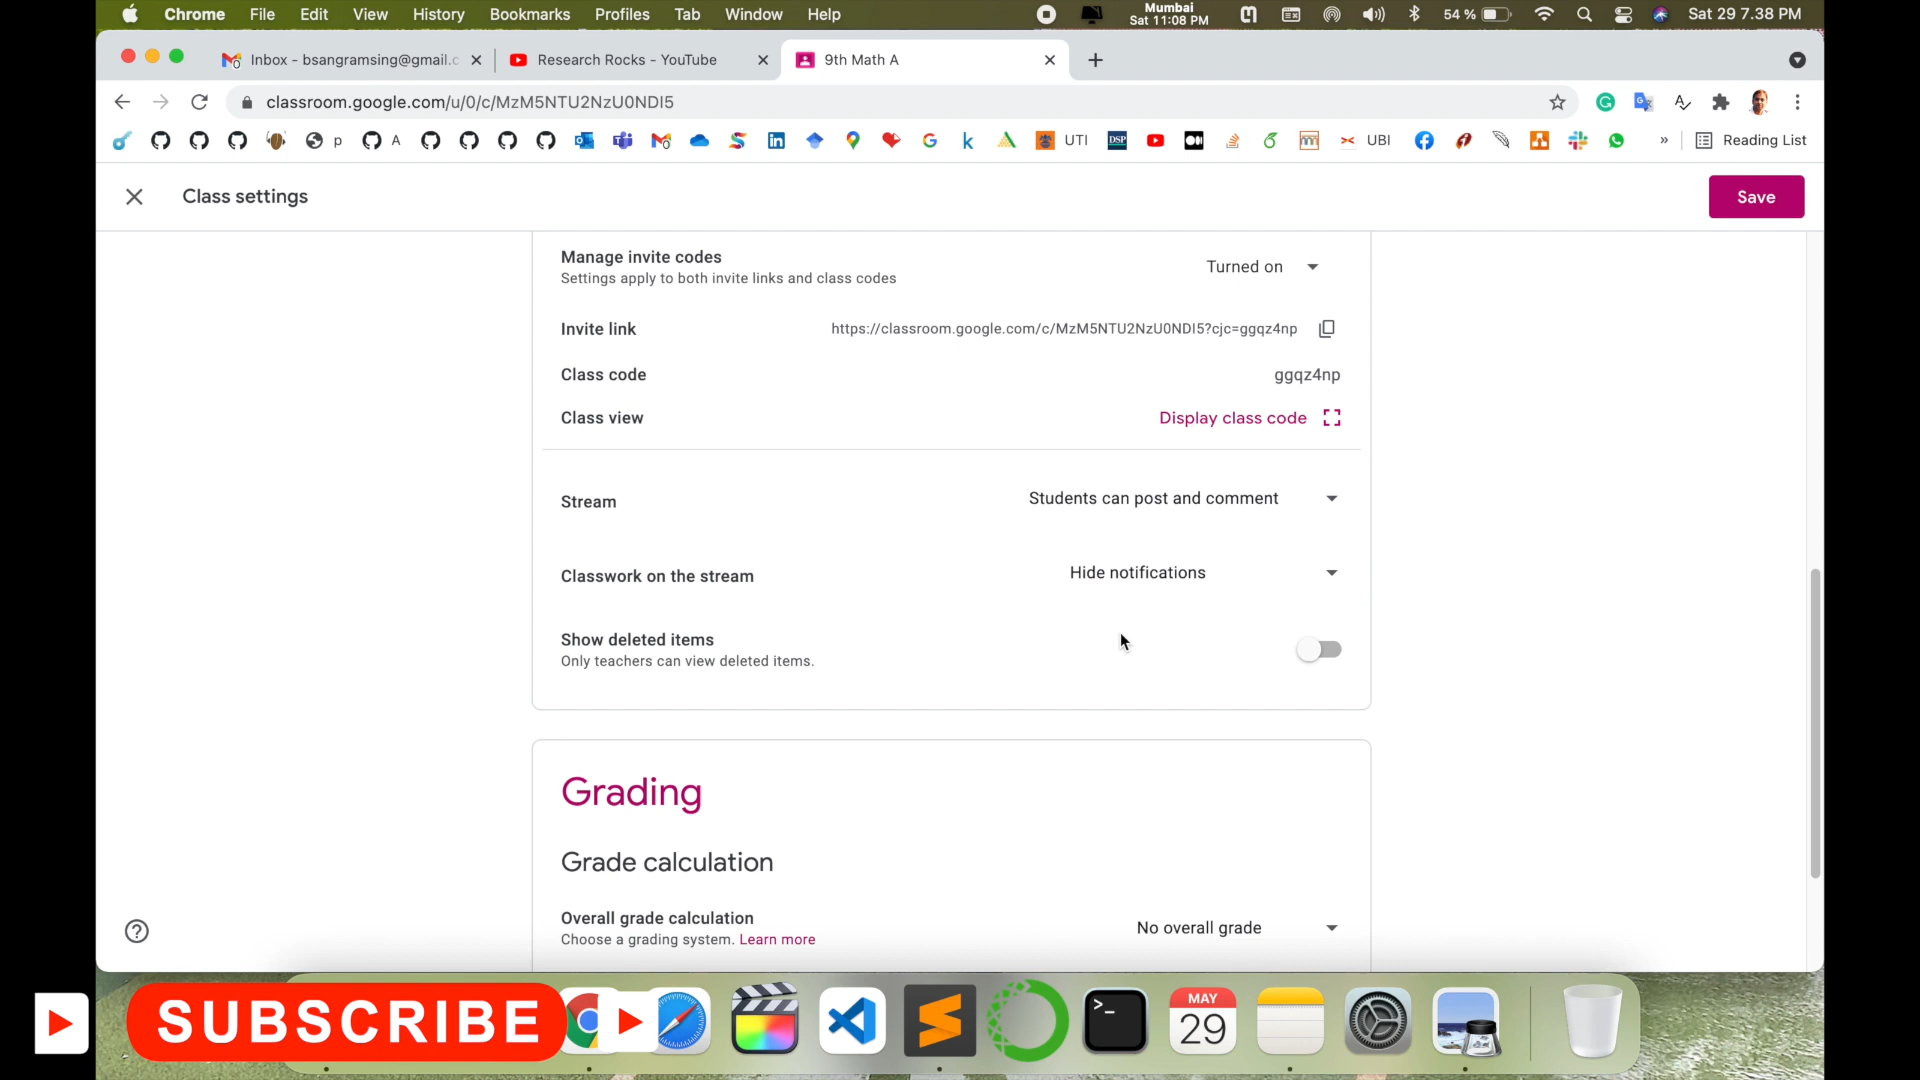 Chrome File Edit View History Bookmarks Profiles Tab Window Help
Mumbai
Sat 11:08 PM
54 %
Sat 29 7.38 PM
Inbox - bsangramsing@gmail.c
Research Rocks - YouTube
9th Math A
classroom.google.com/u/0/c/MzM5NTU2NzU0NDI5
p
A
UTI
DSP
UBI
» Reading List
Class settings
Save
Manage invite codes
Turned on
Settings apply to both invite links and class codes
Invite link
https://classroom.google.com/c/MzM5NTU2NzU0NDI5?cjc=ggqz4np
Class code
ggqz4np
Class view
Display class code
Stream
Students can post and comment
Classwork on the stream
Hide notifications
Show deleted items
Only teachers can view deleted items.
Grading
Grade calculation
Overall grade calculation
No overall grade
Choose a grading system. Learn more
SUBSCRIBE
MAY
29